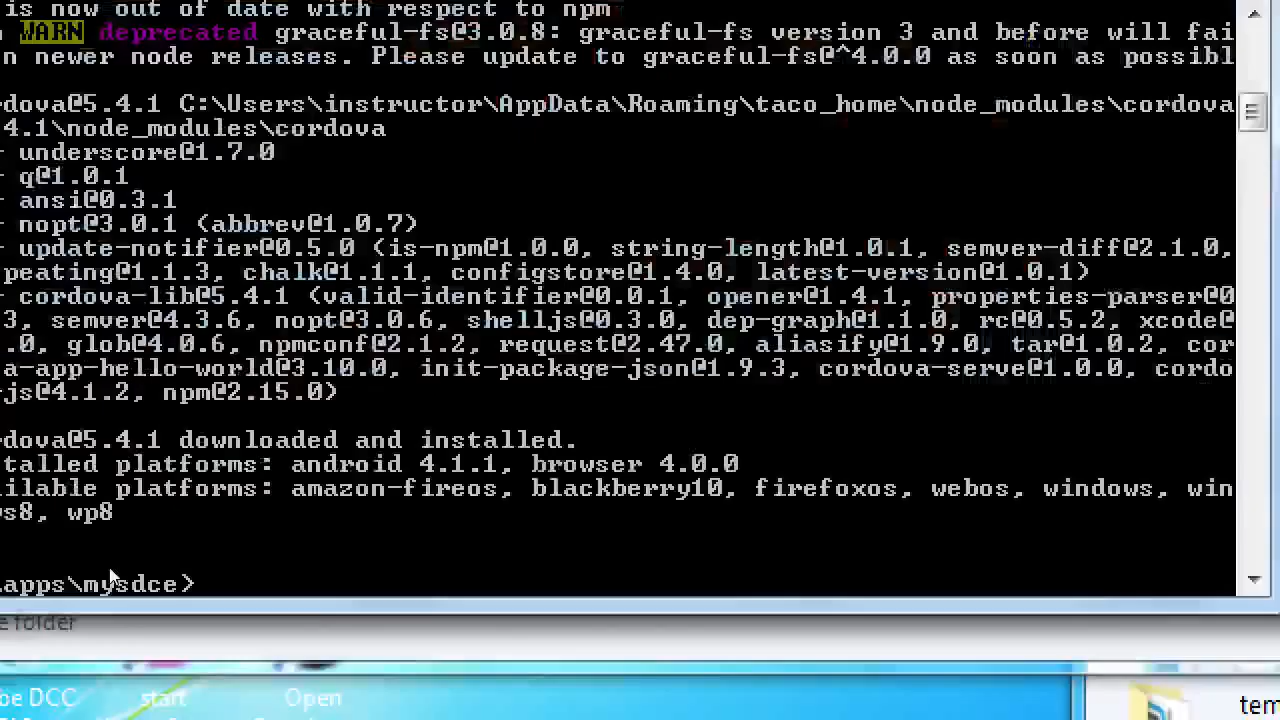 is now out of date with respect to npm
WARN deprecated graceful-fs@3.0.8: graceful-fs version 3 and before will fai
n newer node releases. Please update to graceful-fs@^4.0.0 as soon as possibl
rdova@5.4.1 C:\Users\instructor\AppData\Roaming\taco_home\node_modules\cordova
4.1\node_modules\cordova
underscore@1.7.0
q@1.0.1
ansi@0.3.1
nopt@3.0.1 (abbrev@1.0.7)
update-notifier@0.5.0 (is-npm@1.0.0, string-length@1.0.1, semver-diff@2.1.0,
peating@1.1.3, chalk@1.1.1, configstore@1.4.0, latest-version@1.0.1)
cordova-lib@5.4.1 (valid-identifier@0.0.1, opener@1.4.1, properties-parser@0
3, semver@4.3.6, nopt@3.0.6, shelljs@0.3.0, dep-graph@1.1.0, rc@0.5.2, xcode@
.0, glob@4.0.6, npmconf@2.1.2, request@2.47.0, aliasify@1.9.0, tar@1.0.2, cor
a-app-hello-world@3.10.0, init-package-json@1.9.3, cordova-serve@1.0.0, cordo
-js@4.1.2, npm@2.15.0)
rdova@5.4.1 downloaded and installed.
talled platforms: android 4.1.1, browser 4.0.0
ilable platforms: amazon-fireos, blackberry10, firefoxos, webos, windows, win
ws8, wp8
.apps\mysdce>
e folder
be DCC start Open
tem